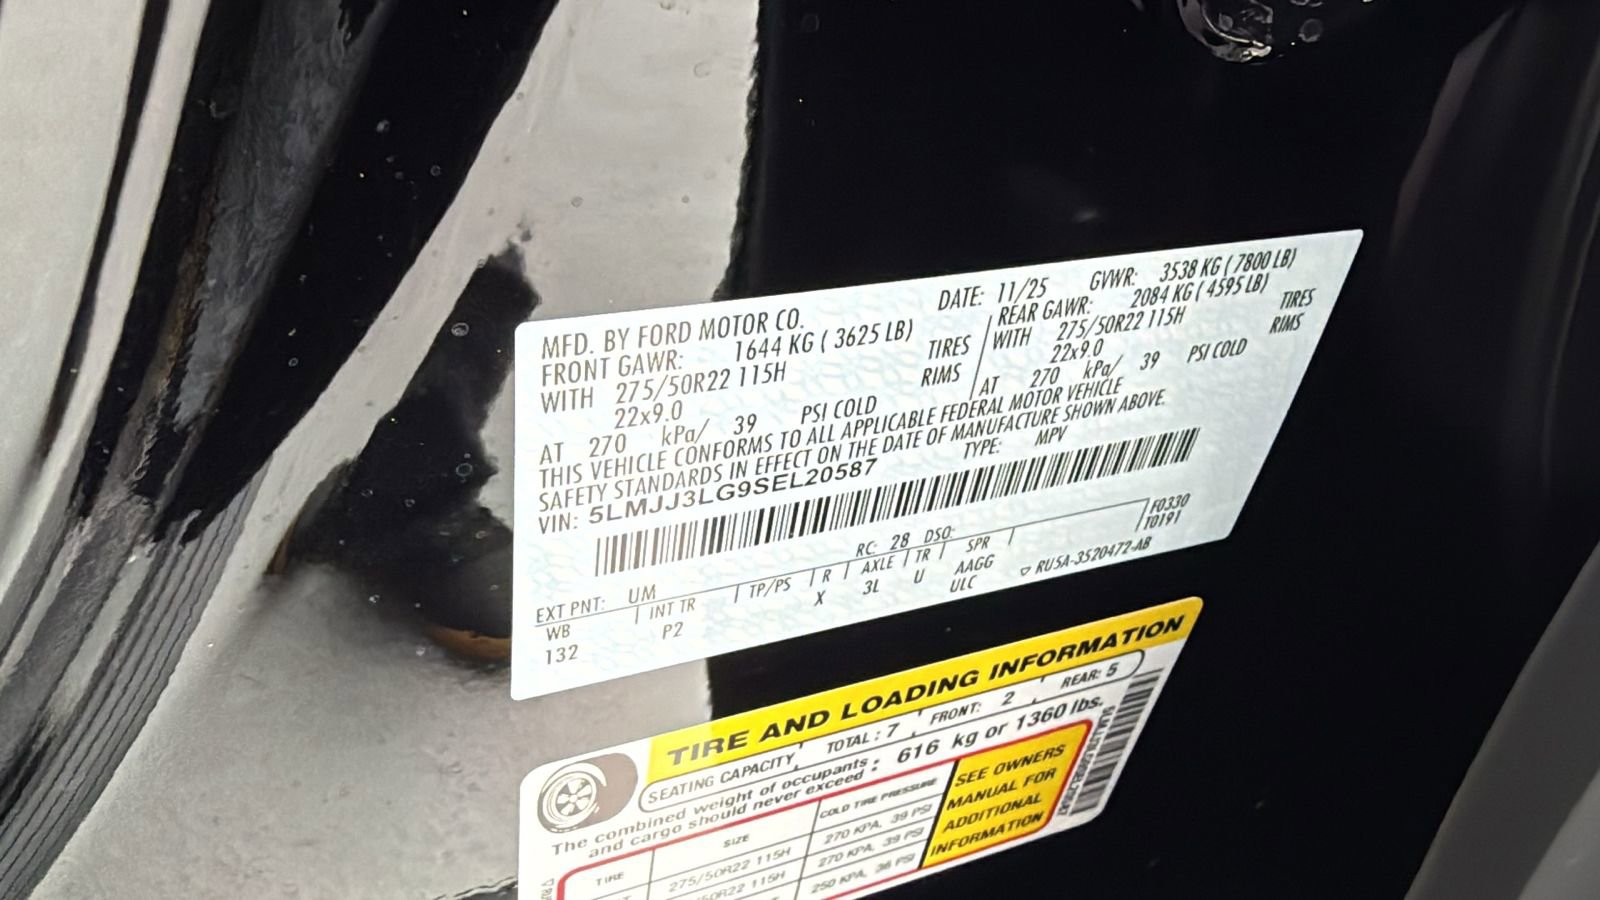 MFD. BY FORD MOTOR CO.
DATE: 11/25 GVWR: 3538 KG ( 7800 LB)
FRONT GAWR: 1644 KG ( 3625 LB)
WITH 275/50R22 115H TIRES
22x9.0 RIMS
AT 270 kPa/ 39 PSI COLD
REAR GAWR: 2084 KG ( 4595 LB)
WITH 275/50R22 115H TIRES
22x9.0 RIMS
AT 270 kPa/ 39 PSI COLD
THIS VEHICLE CONFORMS TO ALL APPLICABLE FEDERAL MOTOR VEHICLE
SAFETY STANDARDS IN EFFECT ON THE DATE OF MANUFACTURE SHOWN ABOVE.
VIN: 5LMJJ3LG9SEL20587 TYPE: MPV
F0330
T0191
EXT PNT: UM RC: 28 DSO:
WB INT TR TP/PS R AXLE TR SPR
132 P2 X 3L U AAGG
ULC
RU5A-3520472-AB
TIRE AND LOADING INFORMATION
SEATING CAPACITY TOTAL : 7 FRONT: 2 REAR: 5
The combined weight of occupants : 616 kg or 1360 lbs.
and cargo should never exceed
TIRE SIZE COLD TIRE PRESSURE
275/50R22 115H 270 KPA, 39 PSI
275/50R22 115H 270 KPA, 39 PSI
250 KPA, 36 PSI
SEE OWNERS
MANUAL FOR
ADDITIONAL
INFORMATION